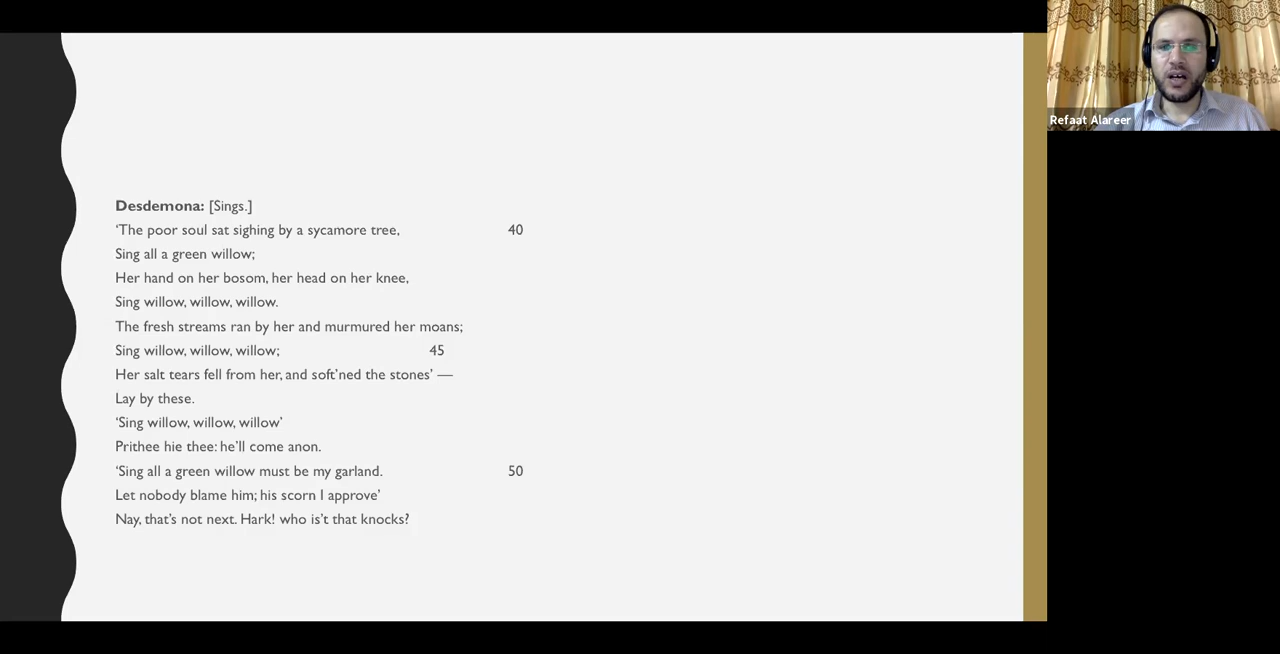 Desdemona: [Sings.]
‘The poor soul sat sighing by a sycamore tree, 40
Sing all a green willow;
Her hand on her bosom, her head on her knee,
Sing willow, willow, willow.
The fresh streams ran by her and murmured her moans;
Sing willow, willow, willow; 45
Her salt tears fell from her, and soft’ned the stones’ —
Lay by these.
‘Sing willow, willow, willow’
Prithee hie thee: he’ll come anon.
‘Sing all a green willow must be my garland. 50
Let nobody blame him; his scorn I approve’
Nay, that’s not next. Hark! who is’t that knocks?
Refaat Alareer